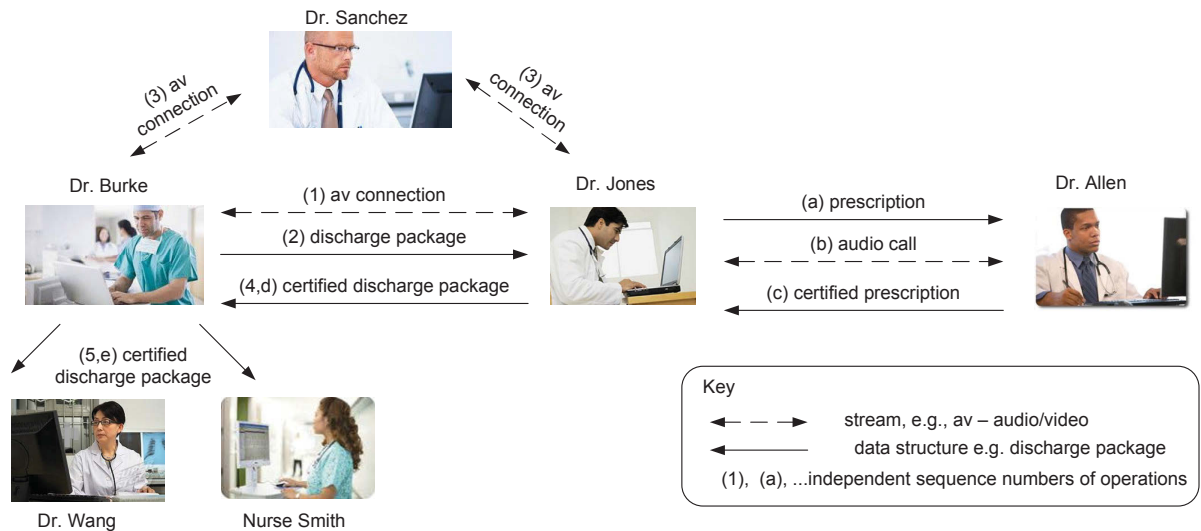 Dr. Sanchez
(3) av
connection
(3) av
connection
Dr. Burke
Dr. Jones
Dr. Allen
(1) av connection
(2) discharge package
(4,d) certified discharge package
(a) prescription
(b) audio call
(c) certified prescription
(5,e) certified
discharge package
Dr. Wang
Nurse Smith
Key
stream, e.g., av – audio/video
data structure e.g. discharge package
(1), (a), ...independent sequence numbers of operations